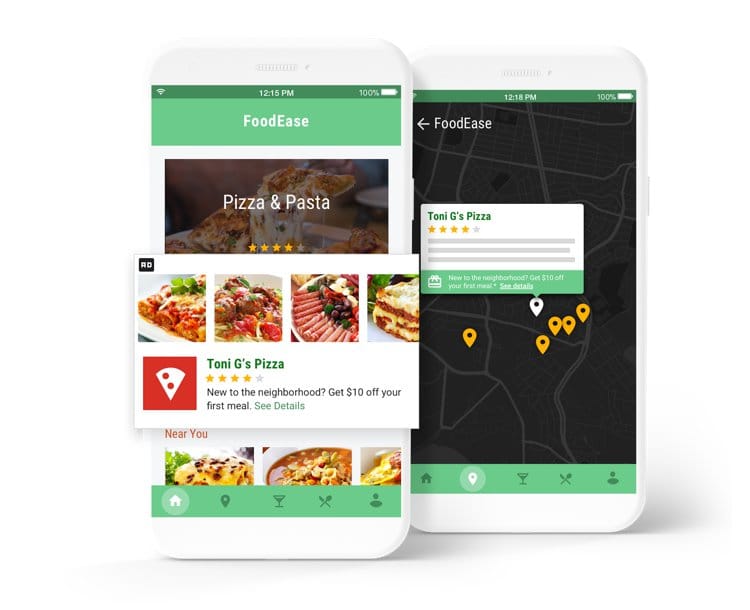 12:15 PM
100%
FoodEase
Pizza & Pasta
AD
Toni G's Pizza
New to the neighborhood? Get $10 off your
first meal. See Details
Near You
12:18 PM
100%
FoodEase
Toni G's Pizza
New to the neighborhood? Get $10 off
your first meal.* See details